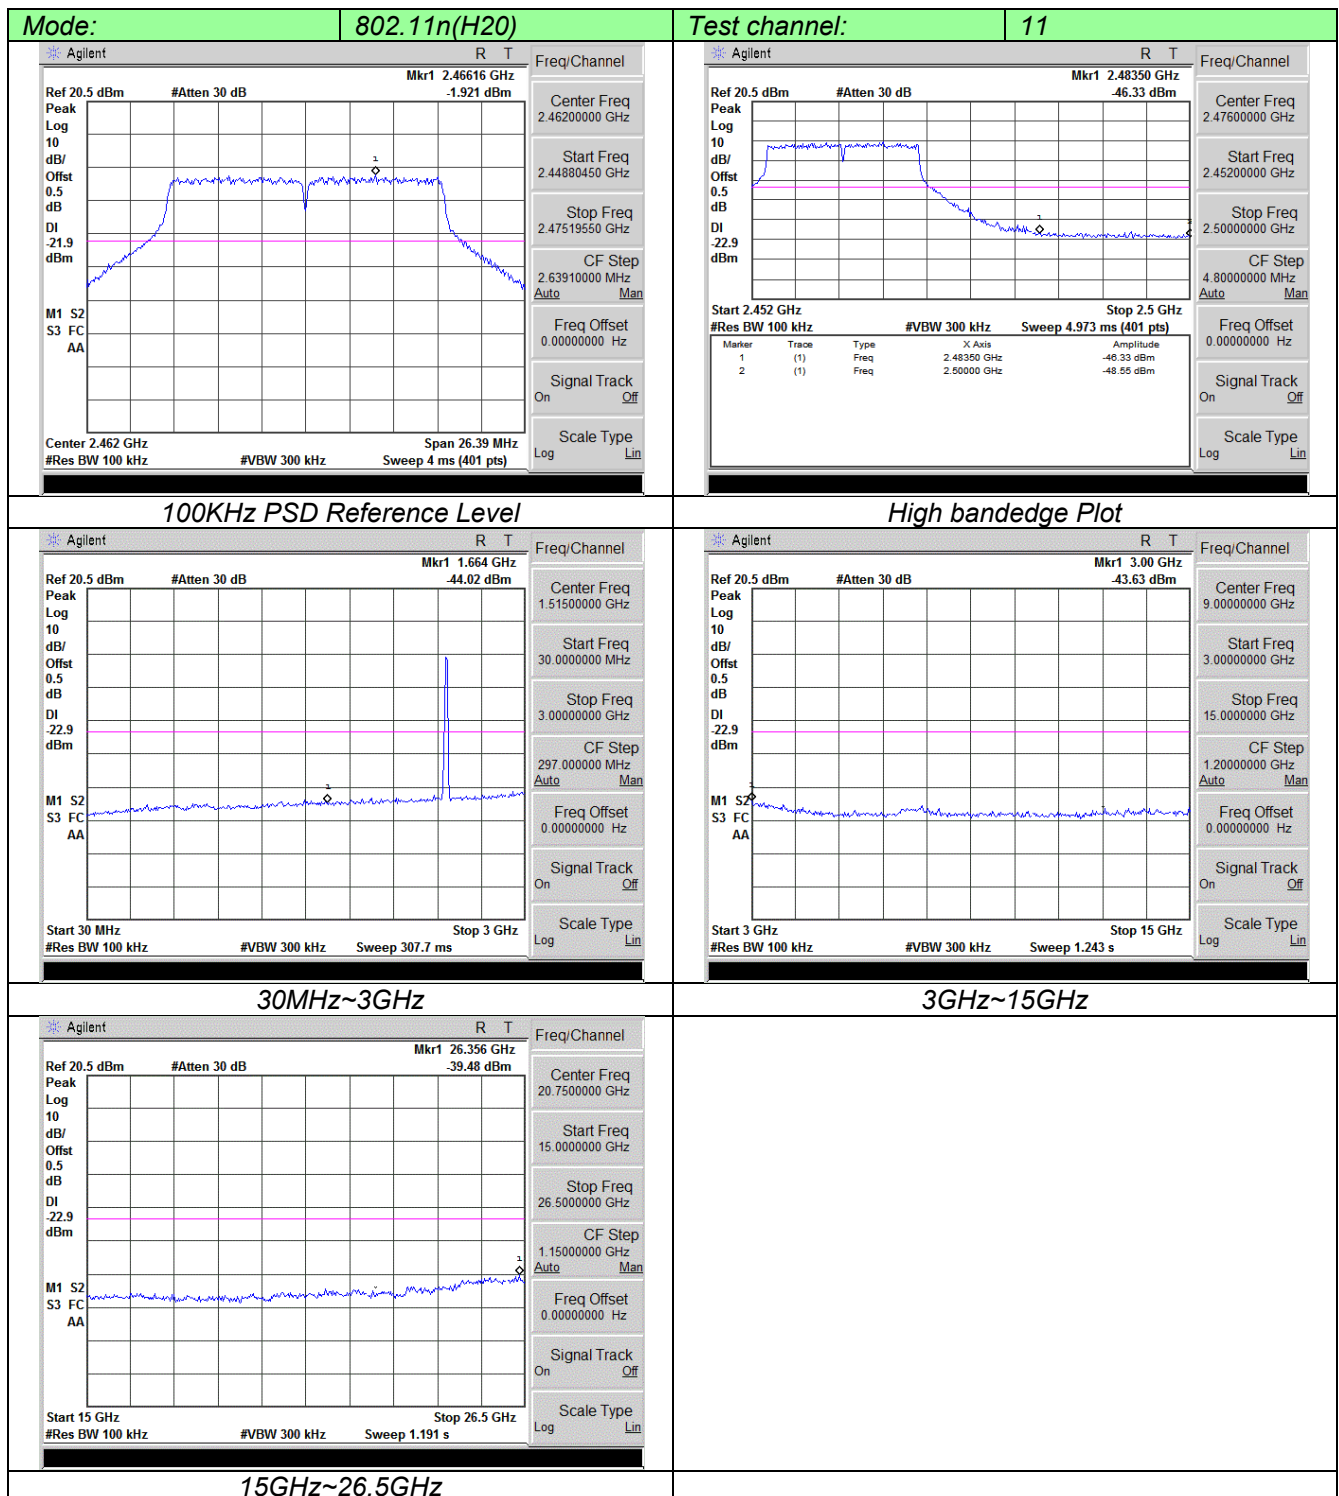 Mode: 802.11n(H20) Test channel: 11
Agilent R T
Mkr1 2.46616 GHz
Ref 20.5 dBm #Atten 30 dB -1.921 dBm
Peak
Log
10
dB/
Offst
0.5
dB
DI
-21.9
dBm
M1 S2
S3 FC
AA
1
Center 2.462 GHz Span 26.39 MHz
#Res BW 100 kHz #VBW 300 kHz Sweep 4 ms (401 pts)
Freq/Channel
Center Freq
2.46200000 GHz
Start Freq
2.44880450 GHz
Stop Freq
2.47519550 GHz
CF Step
2.63910000 MHz
Auto Man
Freq Offset
0.00000000 Hz
Signal Track
On Off
Scale Type
Log Lin
Agilent R T
Mkr1 2.48350 GHz
Ref 20.5 dBm #Atten 30 dB -46.33 dBm
Peak
Log
10
dB/
Offst
0.5
dB
DI
-22.9
dBm
1
Start 2.452 GHz Stop 2.5 GHz
#Res BW 100 kHz #VBW 300 kHz Sweep 4.973 ms (401 pts)
Marker Trace Type X Axis Amplitude
1 (1) Freq 2.48350 GHz -46.33 dBm
2 (1) Freq 2.50000 GHz -48.55 dBm
Freq/Channel
Center Freq
2.47600000 GHz
Start Freq
2.45200000 GHz
Stop Freq
2.50000000 GHz
CF Step
4.80000000 MHz
Auto Man
Freq Offset
0.00000000 Hz
Signal Track
On Off
Scale Type
Log Lin
100KHz PSD Reference Level High bandedge Plot
Agilent R T
Mkr1 1.664 GHz
Ref 20.5 dBm #Atten 30 dB -44.02 dBm
Peak
Log
10
dB/
Offst
0.5
dB
DI
-22.9
dBm
M1 S2
S3 FC
AA
1
Start 30 MHz Stop 3 GHz
#Res BW 100 kHz #VBW 300 kHz Sweep 307.7 ms
Freq/Channel
Center Freq
1.51500000 GHz
Start Freq
30.0000000 MHz
Stop Freq
3.00000000 GHz
CF Step
297.000000 MHz
Auto Man
Freq Offset
0.00000000 Hz
Signal Track
On Off
Scale Type
Log Lin
Agilent R T
Mkr1 3.00 GHz
Ref 20.5 dBm #Atten 30 dB -43.63 dBm
Peak
Log
10
dB/
Offst
0.5
dB
DI
-22.9
dBm
M1 S2
S3 FC
AA
Start 3 GHz Stop 15 GHz
#Res BW 100 kHz #VBW 300 kHz Sweep 1.243 s
Freq/Channel
Center Freq
9.00000000 GHz
Start Freq
3.00000000 GHz
Stop Freq
15.0000000 GHz
CF Step
1.20000000 GHz
Auto Man
Freq Offset
0.00000000 Hz
Signal Track
On Off
Scale Type
Log Lin
30MHz~3GHz 3GHz~15GHz
Agilent R T
Mkr1 26.356 GHz
Ref 20.5 dBm #Atten 30 dB -39.48 dBm
Peak
Log
10
dB/
Offst
0.5
dB
DI
-22.9
dBm
M1 S2
S3 FC
AA
1
Start 15 GHz Stop 26.5 GHz
#Res BW 100 kHz #VBW 300 kHz Sweep 1.191 s
Freq/Channel
Center Freq
20.7500000 GHz
Start Freq
15.0000000 GHz
Stop Freq
26.5000000 GHz
CF Step
1.15000000 GHz
Auto Man
Freq Offset
0.00000000 Hz
Signal Track
On Off
Scale Type
Log Lin
15GHz~26.5GHz